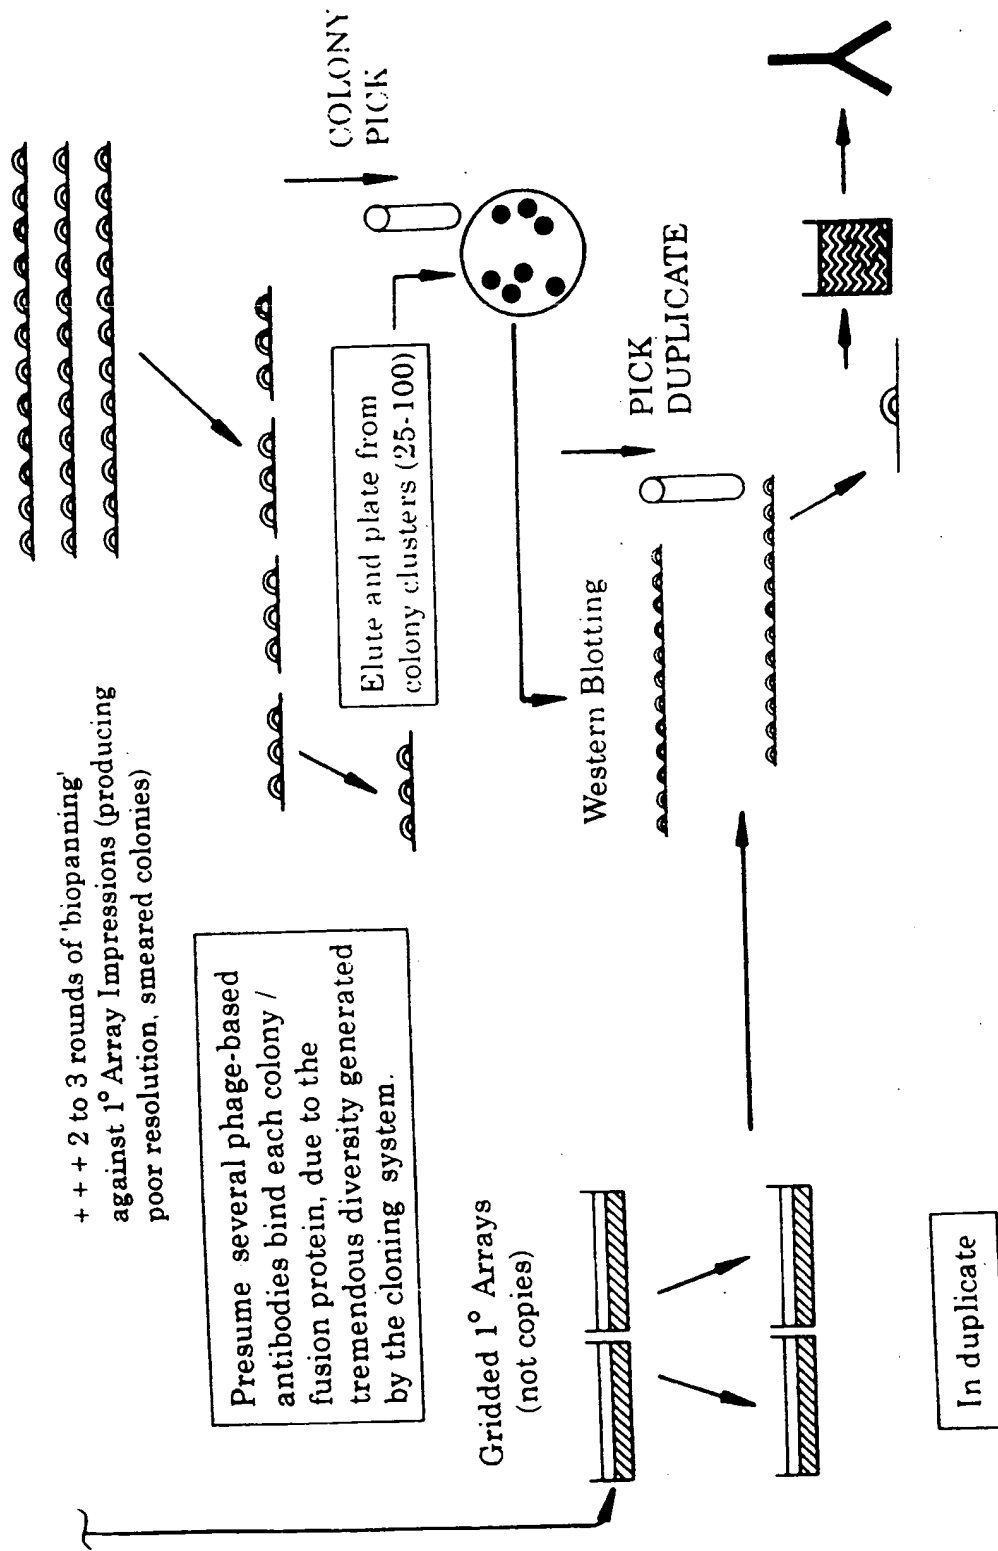 + + + 2 to 3 rounds of 'biopanning'
against 1° Array Impressions (producing
poor resolution, smeared colonies)
Presume several phage-based
antibodies bind each colony /
fusion protein, due to the
tremendous diversity generated
by the cloning system.
Elute and plate from
colony clusters (25-100)
COLONY
PICK
Gridded 1° Arrays
(not copies)
Western Blotting
PICK
DUPLICATE
In duplicate